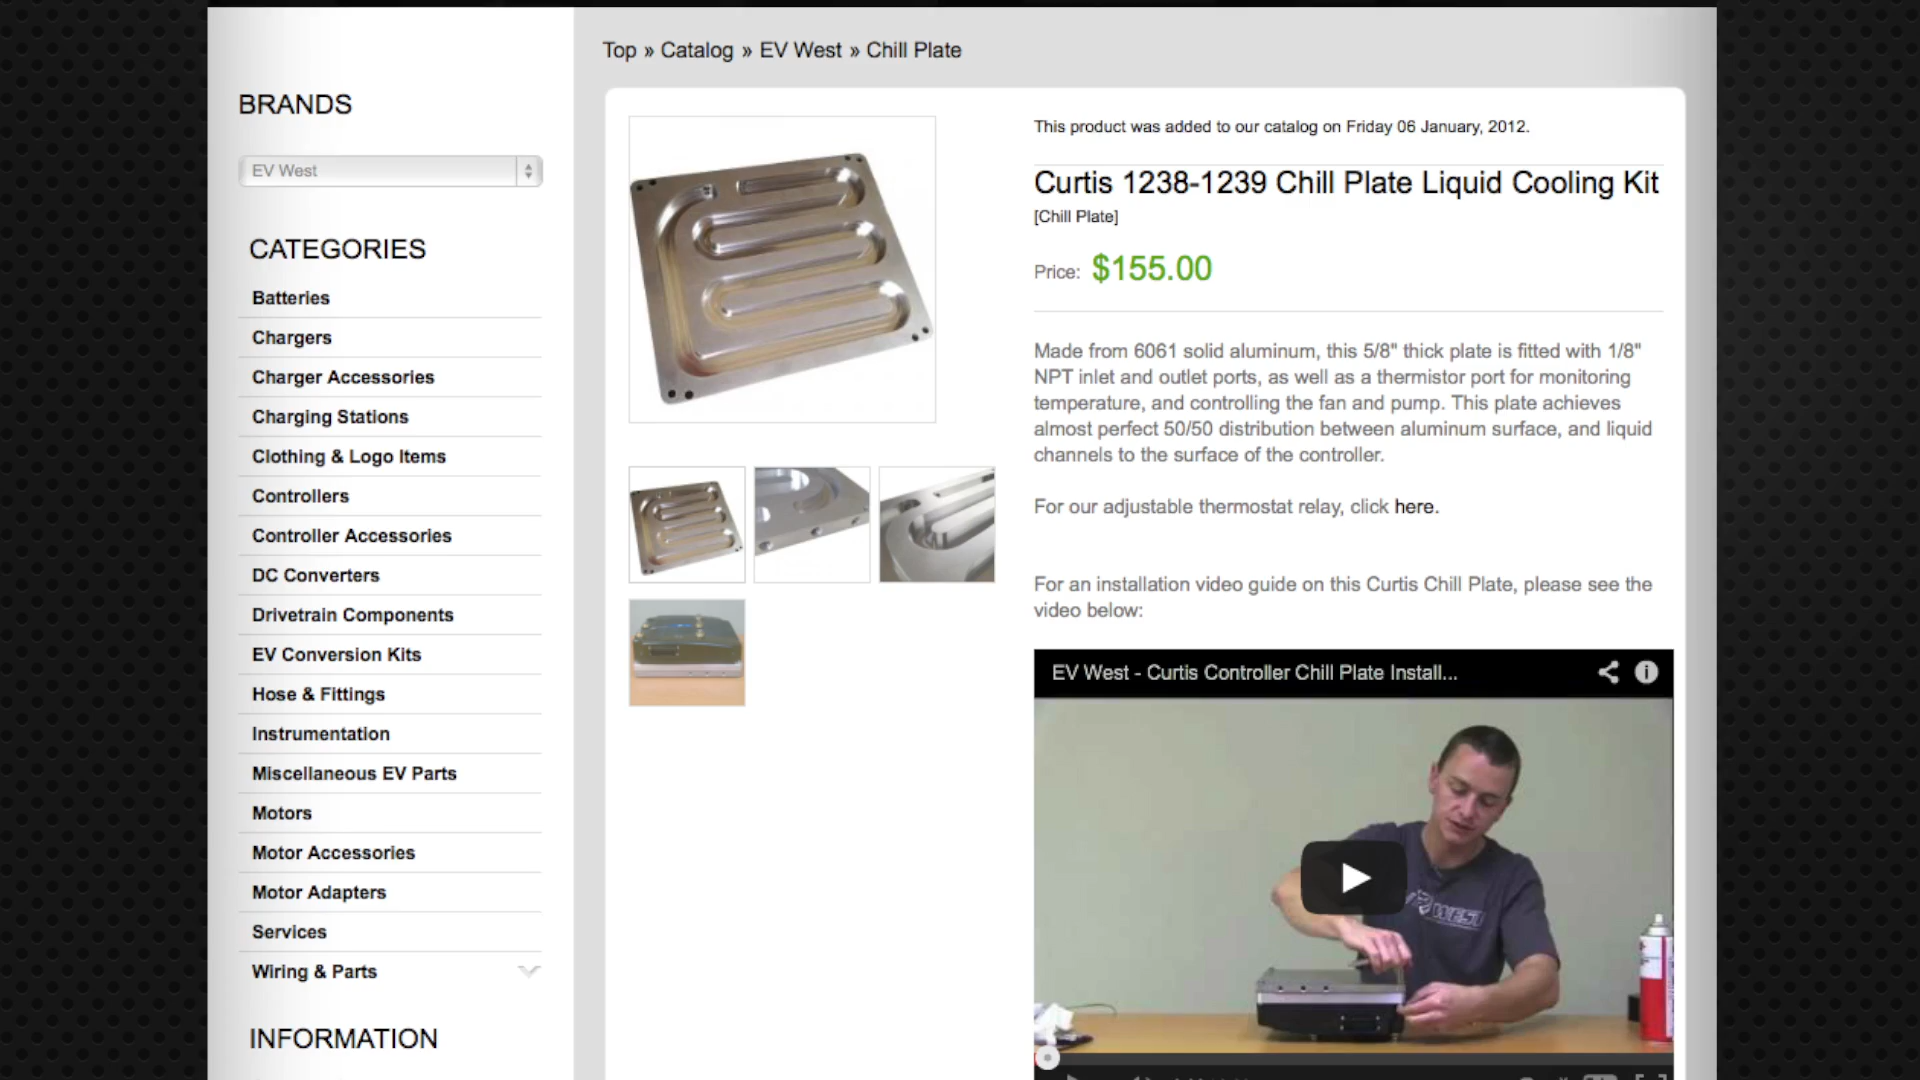 Top » Catalog » EV West » Chill Plate
BRANDS
EV West
CATEGORIES
Batteries
Chargers
Charger Accessories
Charging Stations
Clothing & Logo Items
Controllers
Controller Accessories
DC Converters
Drivetrain Components
EV Conversion Kits
Hose & Fittings
Instrumentation
Miscellaneous EV Parts
Motors
Motor Accessories
Motor Adapters
Services
Wiring & Parts
INFORMATION
This product was added to our catalog on Friday 06 January, 2012.
Curtis 1238-1239 Chill Plate Liquid Cooling Kit
[Chill Plate]
Price: $155.00
Made from 6061 solid aluminum, this 5/8" thick plate is fitted with 1/8"
NPT inlet and outlet ports, as well as a thermistor port for monitoring
temperature, and controlling the fan and pump. This plate achieves
almost perfect 50/50 distribution between aluminum surface, and liquid
channels to the surface of the controller.
For our adjustable thermostat relay, click here.
For an installation video guide on this Curtis Chill Plate, please see the
video below:
EV West - Curtis Controller Chill Plate Install...
WEST